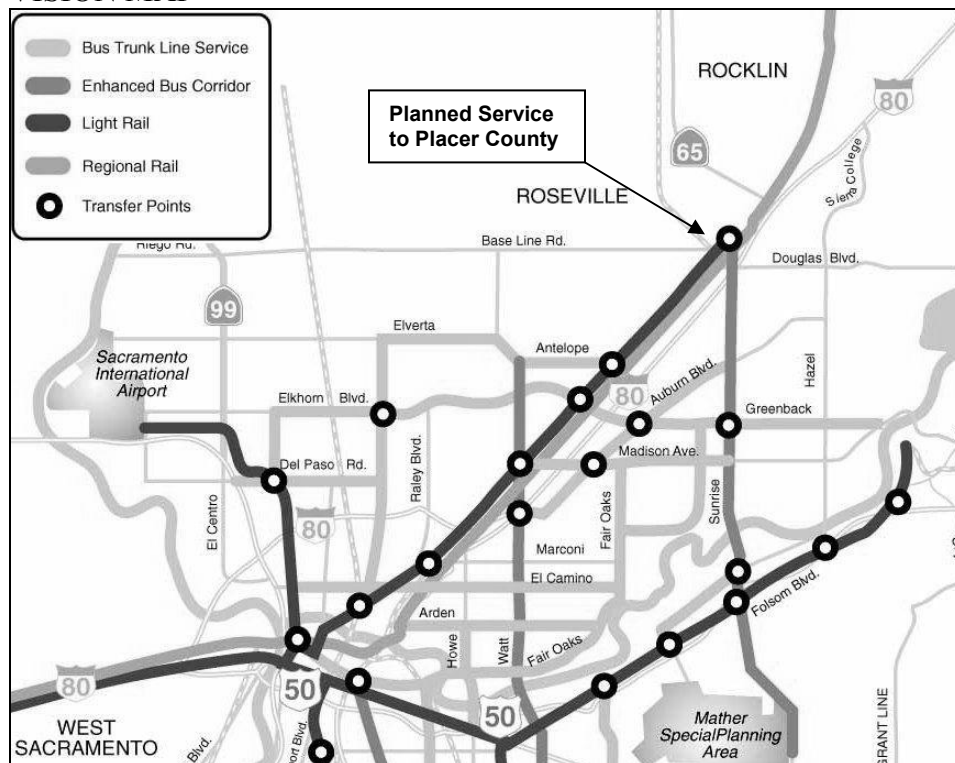 Bus Trunk Line Service
Enhanced Bus Corridor
Light Rail
Regional Rail
Transfer Points
Planned Service
to Placer County
ROCKLIN
80
65
Sierra College
ROSEVILLE
Riego Rd.
Base Line Rd.
Douglas Blvd.
99
Elverta
Antelope
Sacramento
International
Airport
80
Auburn Blvd.
Hazel
Elkhorn Blvd.
Greenback
Raley Blvd.
Madison Ave.
Del Paso Rd.
El Centro
80
Fair Oaks
Sunrise
Marconi
El Camino
Folsom Blvd.
Arden
Howe
Watt
Fair Oaks
80
50
50
WEST
SACRAMENTO
Blvd.
Mather
SpecialPlanning
Area
GRANT LINE